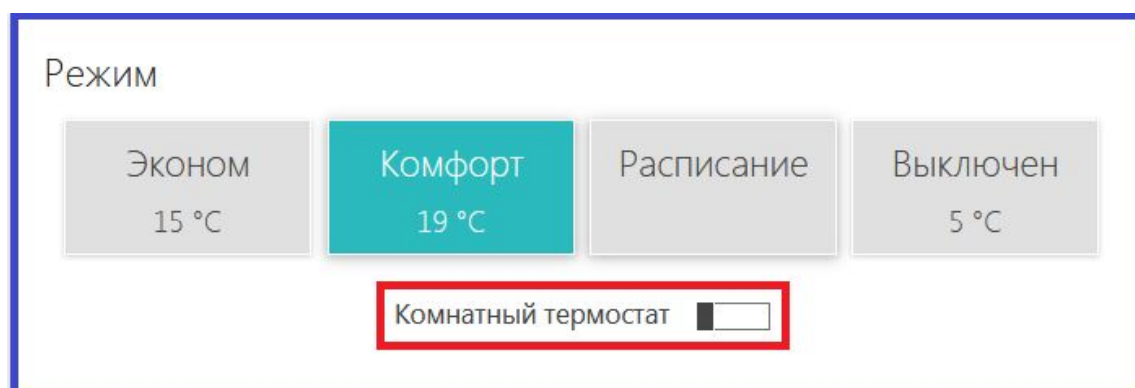 Режим
Эконом
15 °C
Комфорт
19 °C
Расписание
Выключен
5 °C
Комнатный термостат